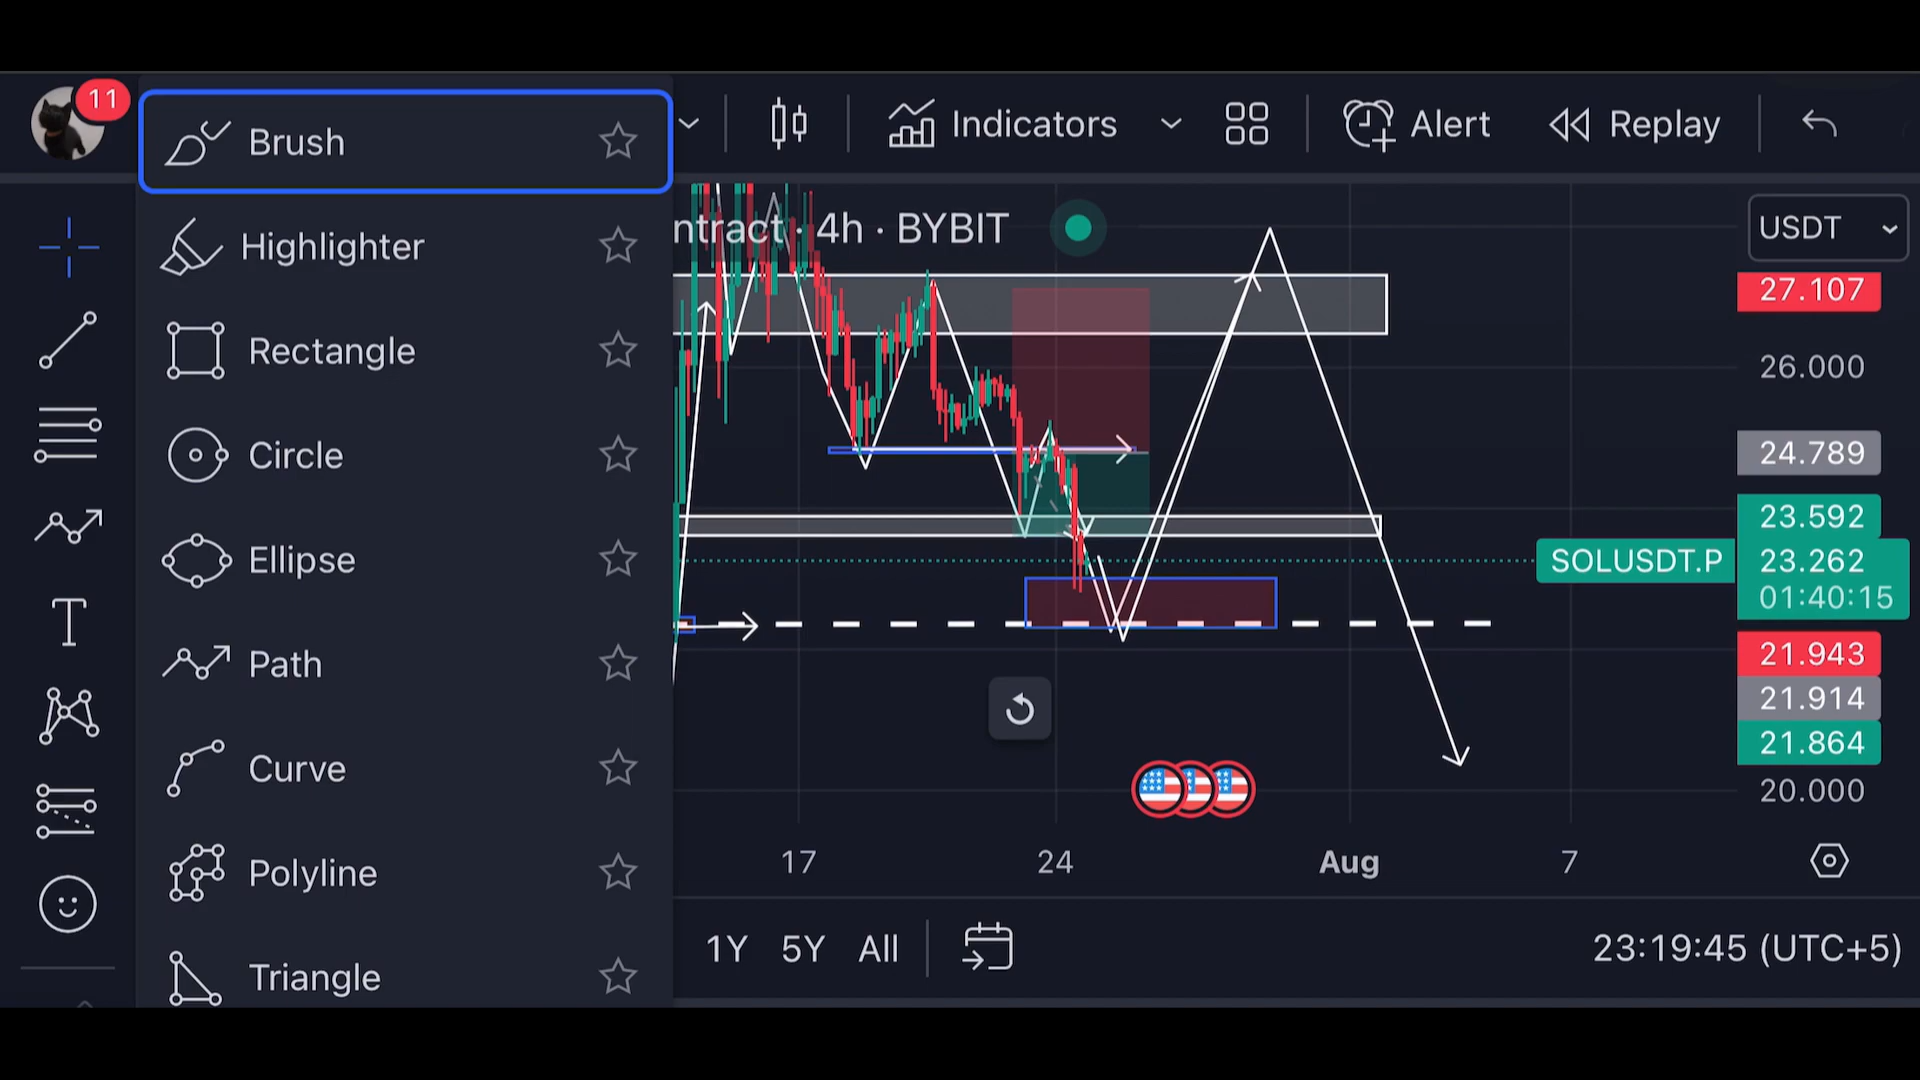 11
Brush
Highlighter
Rectangle
Circle
Ellipse
Path
Curve
Polyline
Triangle
Indicators
Alert
Replay
ntract · 4h · BYBIT
USDT
27.107
26.000
24.789
23.592
SOLUSDT.P
23.262
01:40:15
21.943
21.914
21.864
20.000
17
24
Aug
7
1Y 5Y All
23:19:45 (UTC+5)